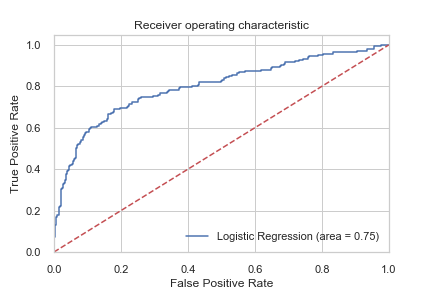 Receiver operating characteristic
True Positive Rate
1.0
0.8
0.6
0.4
0.2
0.0
Logistic Regression (area = 0.75)
0.0 0.2 0.4 0.6 0.8 1.0
False Positive Rate